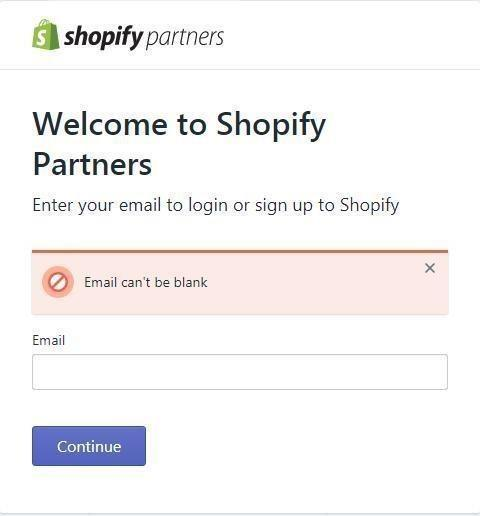 shopify partners
Welcome to Shopify
Partners
Enter your email to login or sign up to Shopify
Email can't be blank
Email
Continue